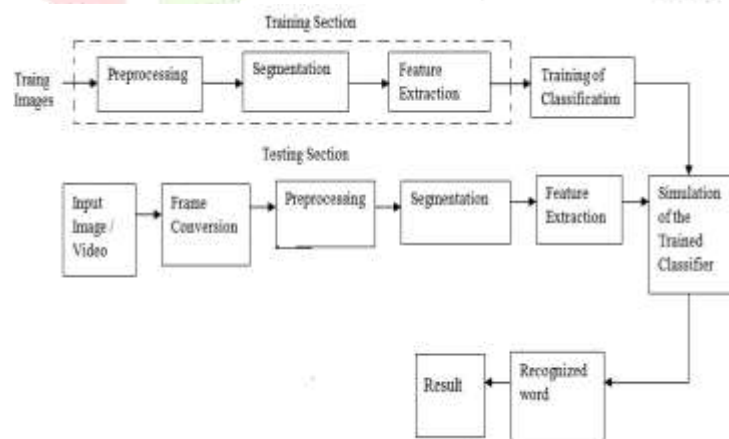 Training Section
Traing
Images
Preprocessing
Segmentation
Feature
Extraction
Training of
Classification
Testing Section
Input
Image /
Video
Frame
Conversion
Preprocessing
Segmentation
Feature
Extraction
Simulation
of the
Trained
Classifier
Result
Recognized
word